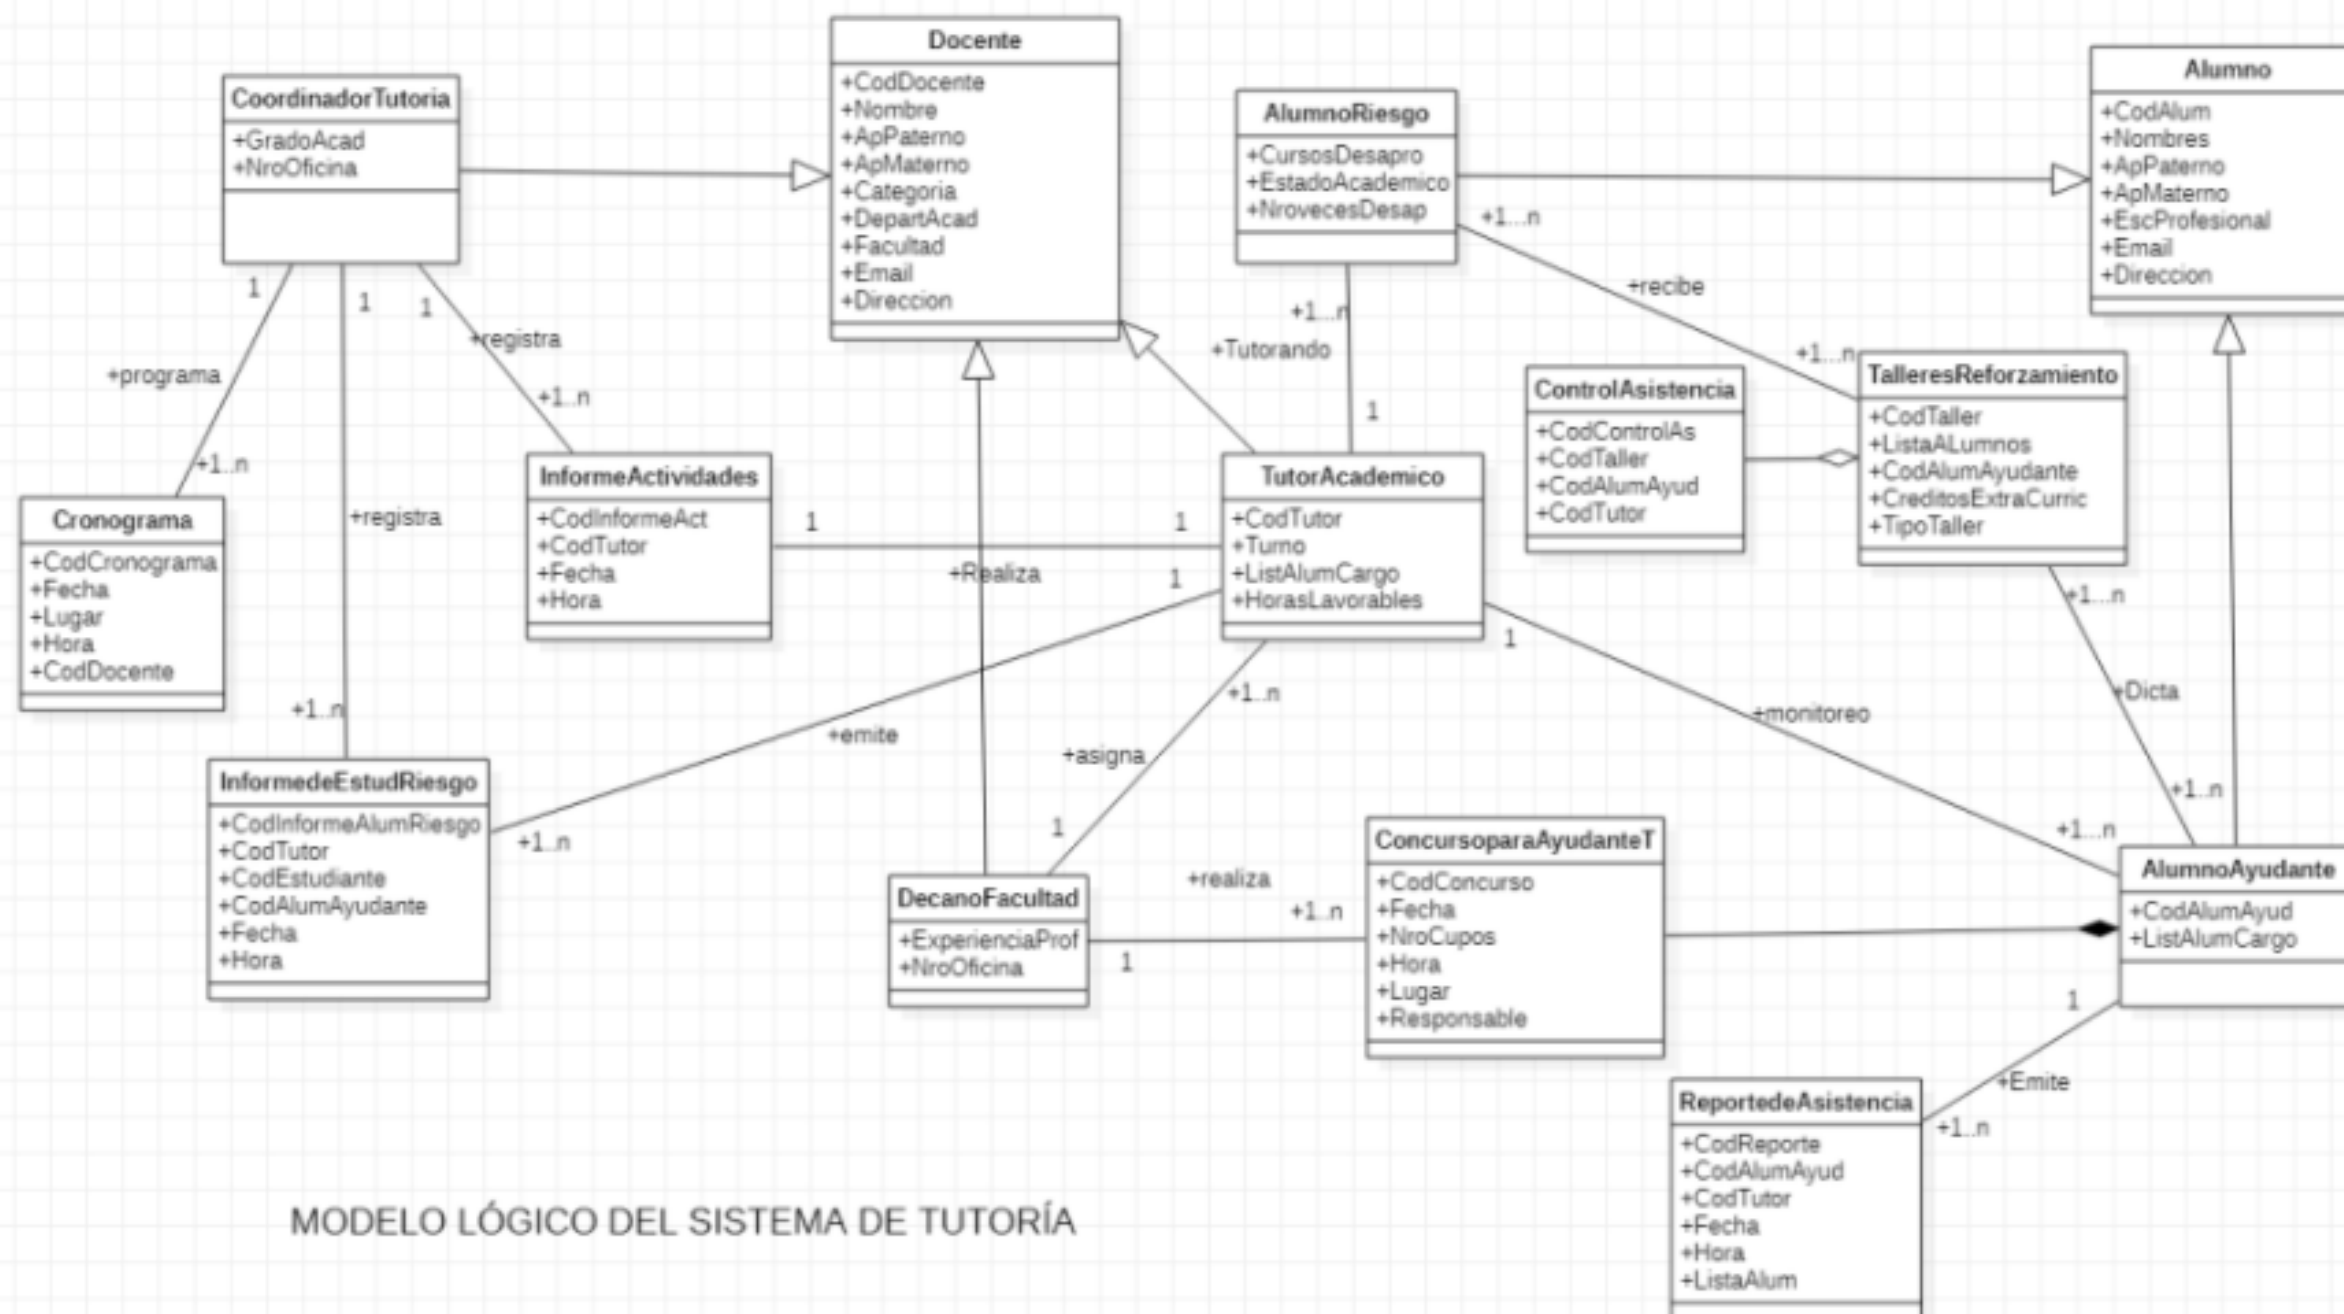 CoordinadorTutoria
+GradoAcad
+NroOficina
Docente
+CodDocente
+Nombre
+ApPaterno
+ApMaterno
+Categoria
+DepartAcad
+Facultad
+Email
+Direccion
AlumnoRiesgo
+CursosDesapro
+EstadoAcademico
+NrovecesDesap
Alumno
+CodAlum
+Nombres
+ApPaterno
+ApMaterno
+EscProfesional
+Email
+Direccion
1
1
1
+programa
+1..n
+registra
+1..n
+registra
+1..n
+1...n
+Tutorando
1
+1...n
+recibe
+1...n
Cronograma
+CodCronograma
+Fecha
+Lugar
+Hora
+CodDocente
InformeActividades
+CodInformeAct
+CodTutor
+Fecha
+Hora
1
1
+Realiza
1
TutorAcademico
+CodTutor
+Turno
+ListAlumCargo
+HorasLavorables
ControlAsistencia
+CodControlAs
+CodTaller
+CodAlumAyud
+CodTutor
TalleresReforzamiento
+CodTaller
+ListaALumnos
+CodAlumAyudante
+CreditosExtraCurric
+TipoTaller
+1...n
+Dicta
+1..n
1
+monitoreo
+1...n
+emite
+1..n
+1..n
+asigna
1
InformedeEstudRiesgo
+CodInformeAlumRiesgo
+CodTutor
+CodEstudiante
+CodAlumAyudante
+Fecha
+Hora
DecanoFacultad
+ExperienciaProf
+NroOficina
+realiza
+1..n
1
ConcursoparaAyudanteT
+CodConcurso
+Fecha
+NroCupos
+Hora
+Lugar
+Responsable
AlumnoAyudante
+CodAlumAyud
+ListAlumCargo
1
+Emite
+1..n
ReportedeAsistencia
+CodReporte
+CodAlumAyud
+CodTutor
+Fecha
+Hora
+ListaAlum
MODELO LÓGICO DEL SISTEMA DE TUTORÍA